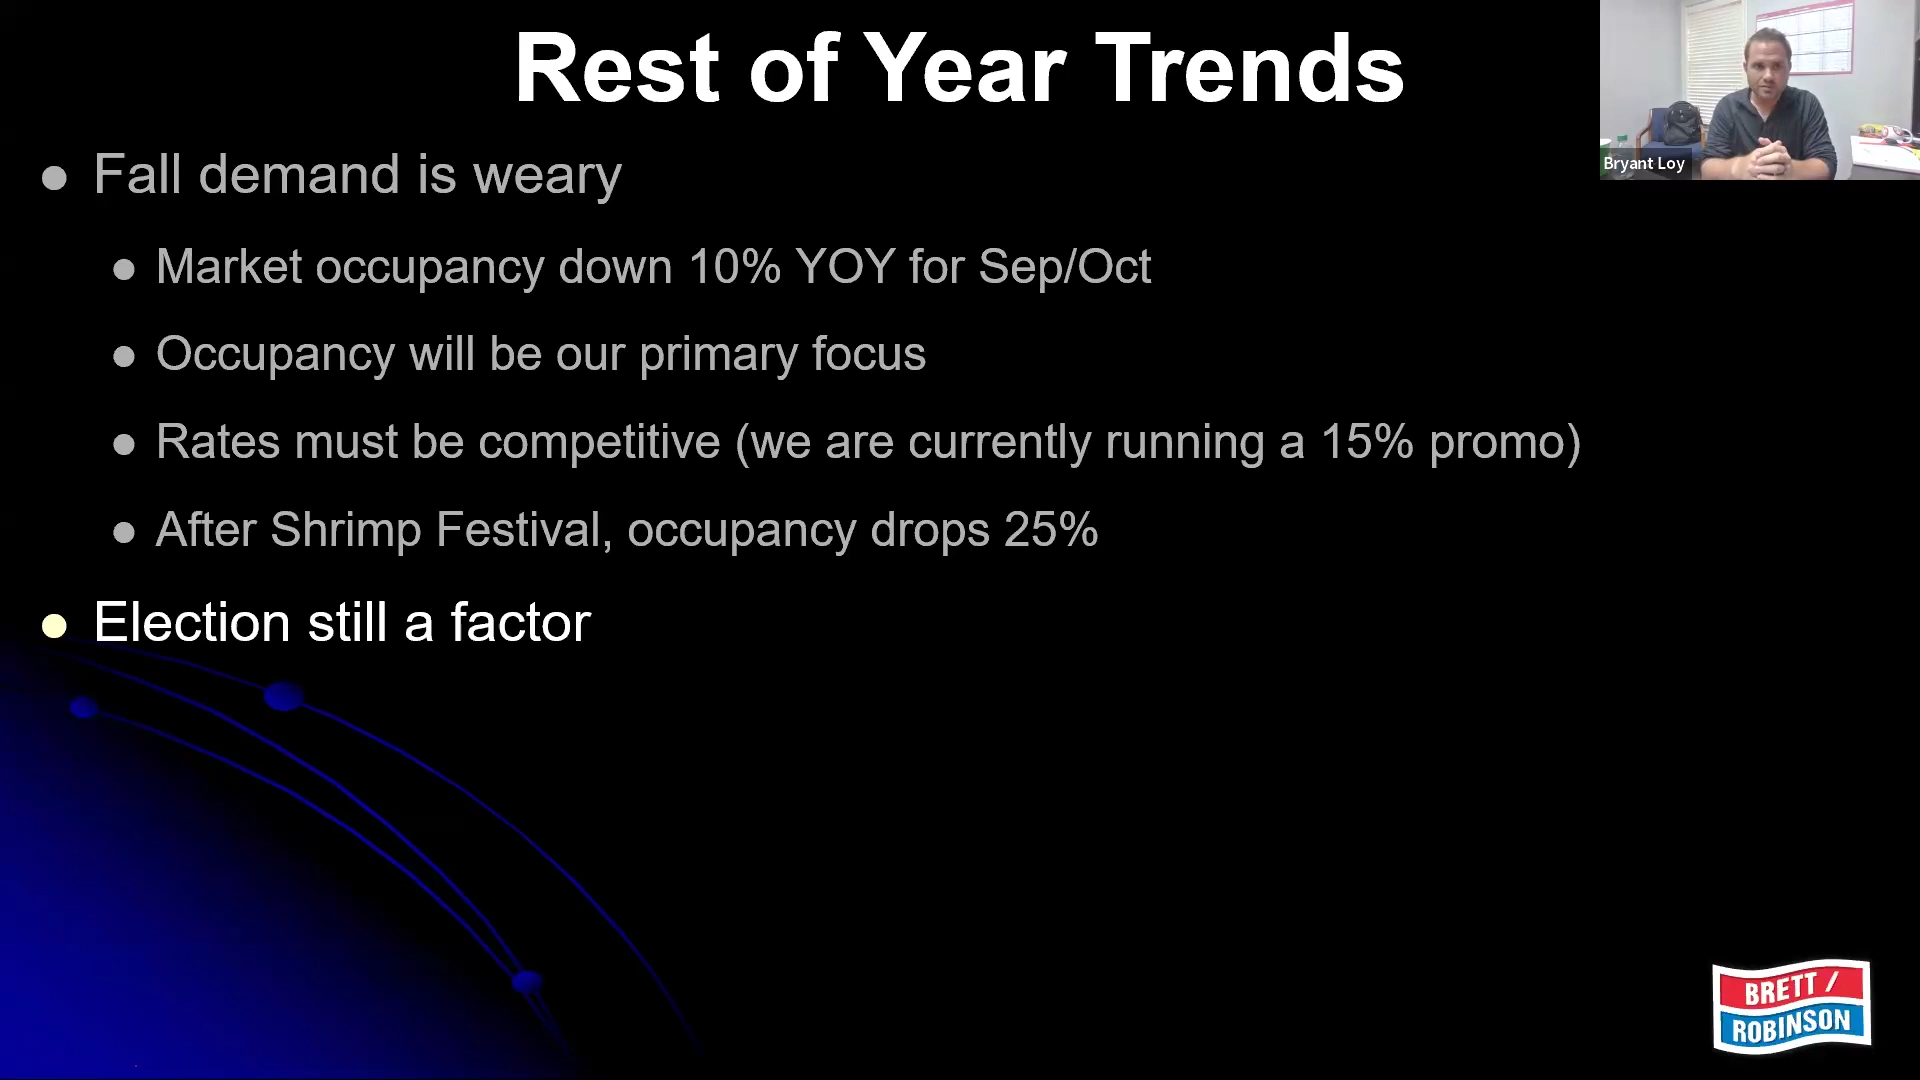 Rest of Year Trends
Fall demand is weary
Market occupancy down 10% YOY for Sep/Oct
Occupancy will be our primary focus
Rates must be competitive (we are currently running a 15% promo)
After Shrimp Festival, occupancy drops 25%
Election still a factor
Bryant Loy
BRETT /
ROBINSON